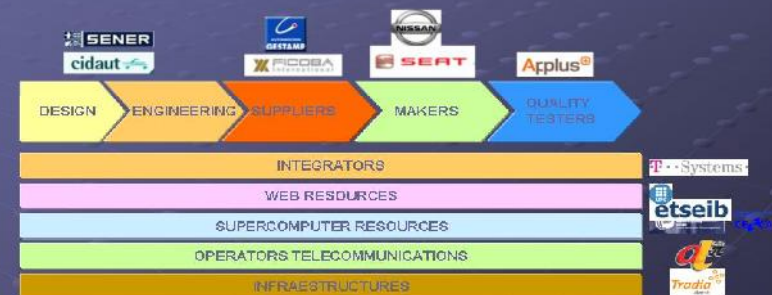 SENER
cidaut
GESTAMP
FICOBA
International
NISSAN
SEAT
Applus+
DESIGN
ENGINEERING
SUPPLIERS
MAKERS
QUALITY
TESTERS
INTEGRATORS
T··Systems·
WEB RESOURCES
etseib
SUPERCOMPUTER RESOURCES
OPERATORS TELECOMMUNICATIONS
INFRAESTRUCTURES
Tradia